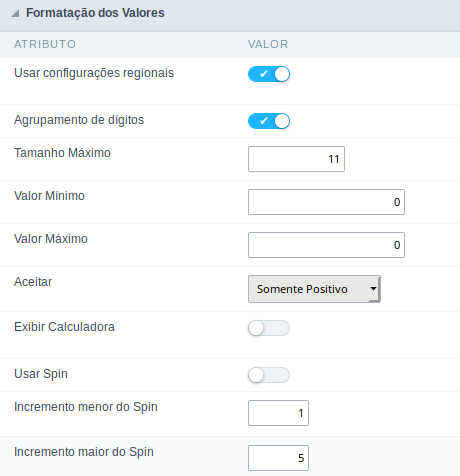 Formatação dos Valores
ATRIBUTO VALOR
Usar configurações regionais
Agrupamento de dígitos
Tamanho Máximo 11
Valor Mínimo 0
Valor Máximo 0
Aceitar Somente Positivo
Exibir Calculadora
Usar Spin
Incremento menor do Spin 1
Incremento maior do Spin 5